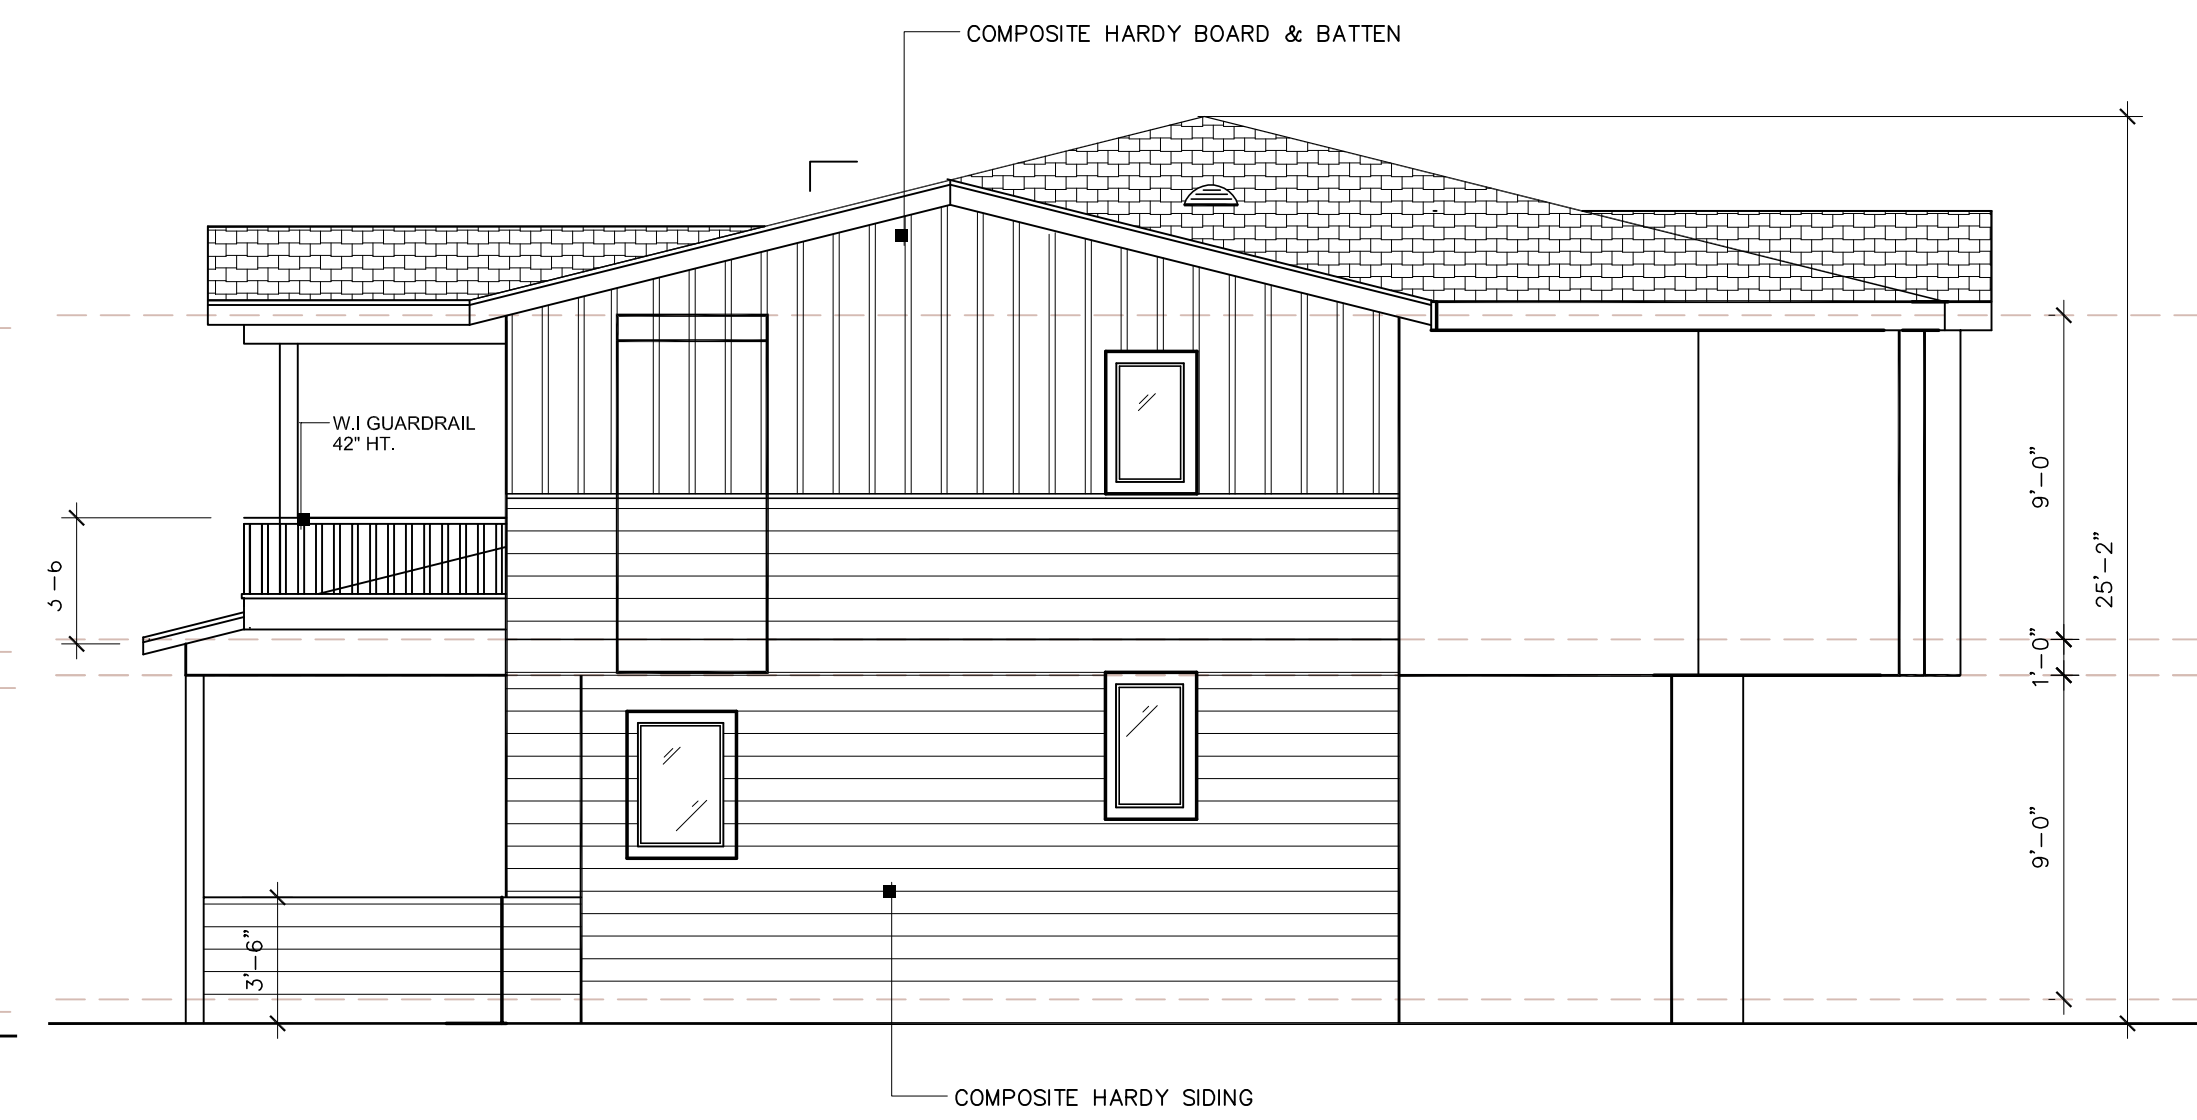 COMPOSITE HARDY BOARD & BATTEN
W.I GUARDRAIL
42" HT.
9'-0"
3-6
25'-2"
1'-0"
9'-0"
3'-6"
COMPOSITE HARDY SIDING